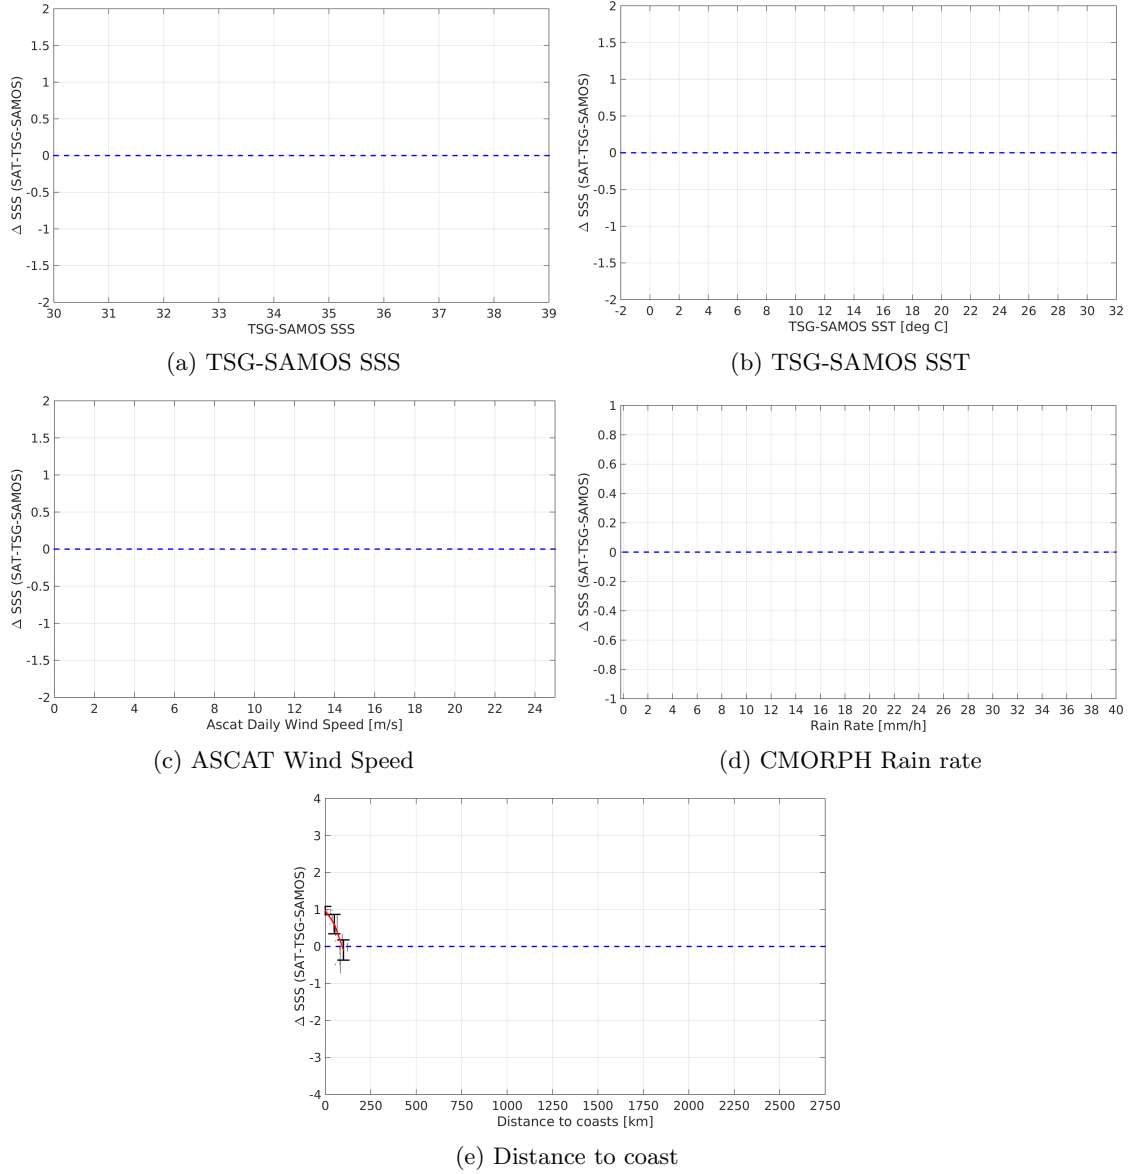 2
1.5
1
0.5
0
-0.5
-1
-1.5
-2
Δ SSS (SAT-TSG-SAMOS)
30 31 32 33 34 35 36 37 38 39
TSG-SAMOS SSS
(a) TSG-SAMOS SSS
2
1.5
1
0.5
0
-0.5
-1
-1.5
-2
Δ SSS (SAT-TSG-SAMOS)
-2 0 2 4 6 8 10 12 14 16 18 20 22 24 26 28 30 32
TSG-SAMOS SST [deg C]
(b) TSG-SAMOS SST
2
1.5
1
0.5
0
-0.5
-1
-1.5
-2
Δ SSS (SAT-TSG-SAMOS)
0 2 4 6 8 10 12 14 16 18 20 22 24
Ascat Daily Wind Speed [m/s]
(c) ASCAT Wind Speed
1
0.8
0.6
0.4
0.2
0
-0.2
-0.4
-0.6
-0.8
-1
Δ SSS (SAT-TSG-SAMOS)
0 2 4 6 8 10 12 14 16 18 20 22 24 26 28 30 32 34 36 38 40
Rain Rate [mm/h]
(d) CMORPH Rain rate
4
3
2
1
0
-1
-2
-3
-4
Δ SSS (SAT-TSG-SAMOS)
0 250 500 750 1000 1250 1500 1750 2000 2250 2500 2750
Distance to coasts [km]
(e) Distance to coast